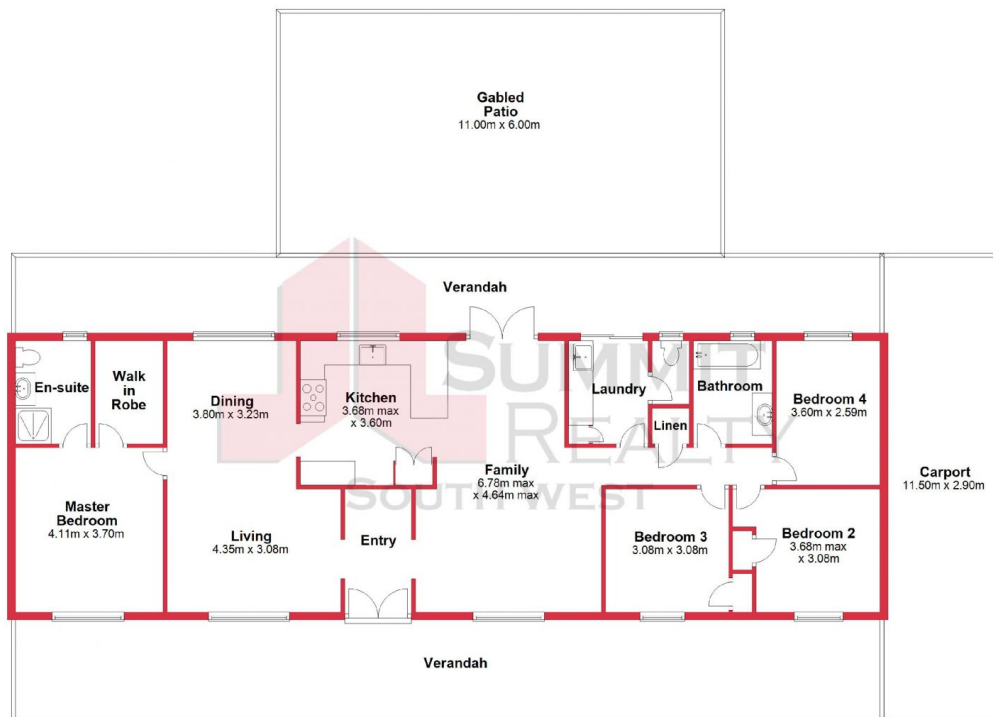 Gabled
Patio
11.00m x 6.00m
Verandah
En-suite
Walk
in
Robe
Dining
3.80m x 3.23m
Kitchen
3.68m max
x 3.60m
Laundry
Linen
Bathroom
Bedroom 4
3.60m x 2.59m
SUMMIT
REALTY
SOUTHWEST
Master
Bedroom
4.11m x 3.70m
Living
4.35m x 3.08m
Entry
Family
6.78m max
x 4.64m max
Bedroom 3
3.08m x 3.08m
Bedroom 2
3.68m max
x 3.08m
Carport
11.50m x 2.90m
Verandah